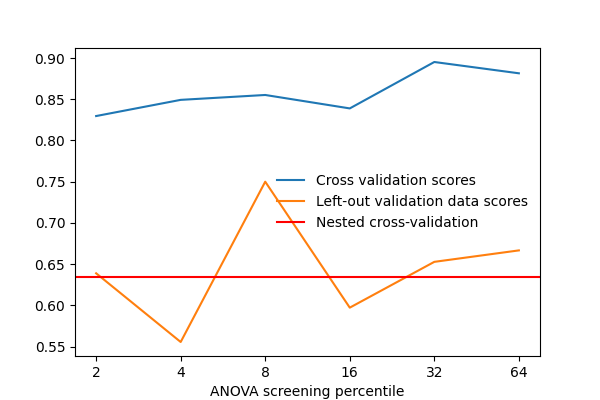 0.90
0.85
0.80
0.75
0.70
0.65
0.60
0.55
Cross validation scores
Left-out validation data scores
Nested cross-validation
2 4 8 16 32 64
ANOVA screening percentile